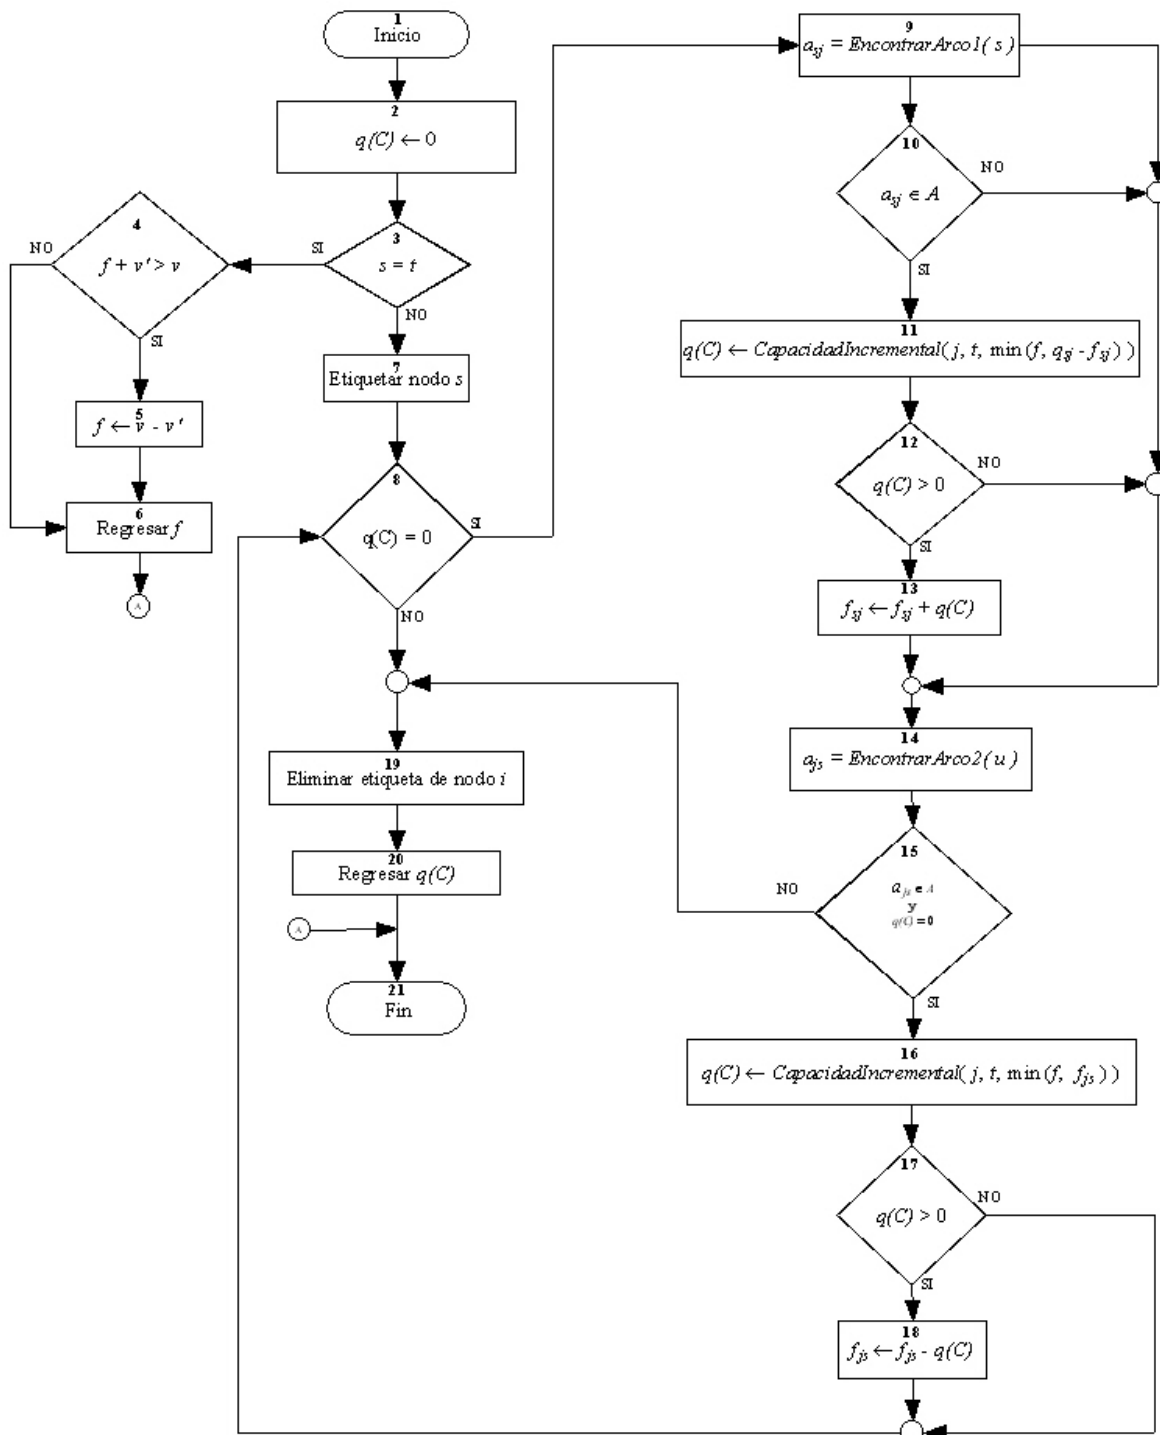 1
Inicio
2
q(C) ← 0
3
s = t
SI
NO
4
f + v' > v
NO
SI
5
f ← v - v'
6
Regresar f
A
7
Etiquetar nodo s
8
q(C) = 0
SI
NO
9
a_sj = EncontrarArco1( s )
10
a_sj ∈ A
NO
SI
11
q(C) ← CapacidadIncremental( j, t, min( f, q_sj - f_sj ) )
12
q(C) > 0
NO
SI
13
f_sj ← f_sj + q(C)
14
a_js = EncontrarArco2( u )
15
a_js ∈ A
y
q(C) = 0
NO
SI
16
q(C) ← CapacidadIncremental( j, t, min( f, f_js ) )
17
q(C) > 0
NO
SI
18
f_js ← f_js - q(C)
19
Eliminar etiqueta de nodo i
20
Regresar q(C)
A
21
Fin